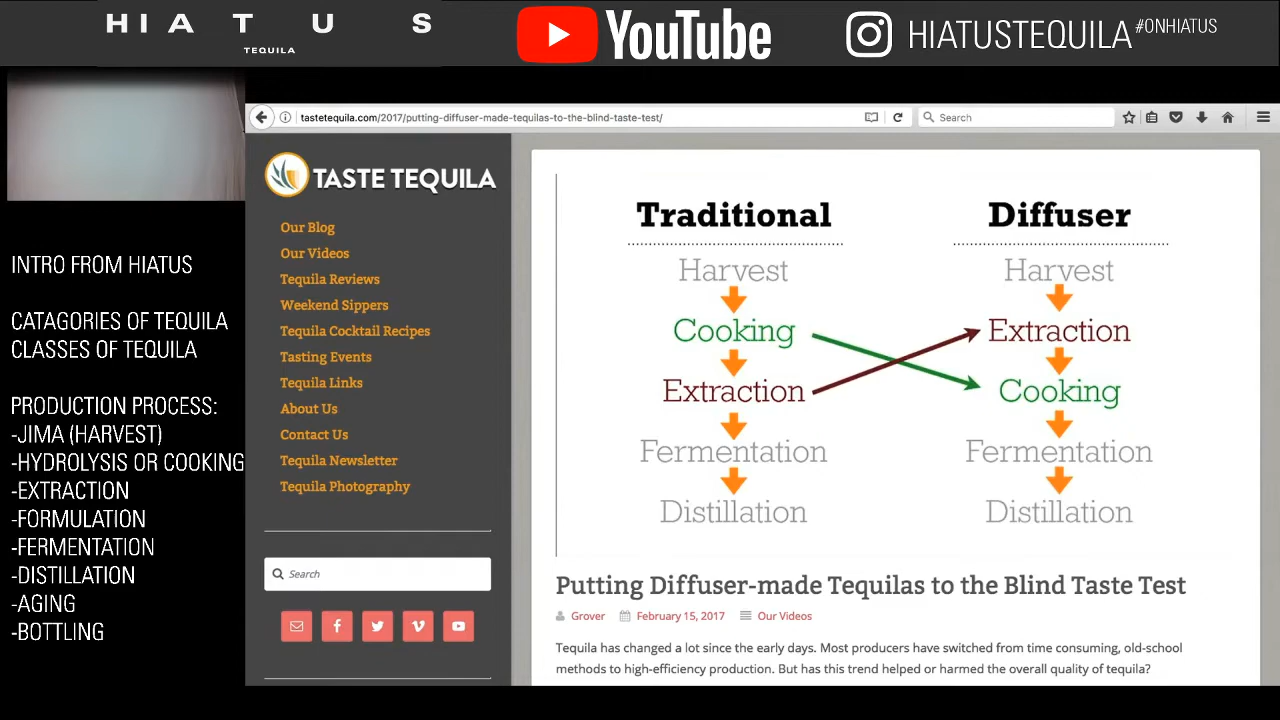 HIATUS
TEQUILA
YouTube
HIATUSTEQUILA #ONHIATUS
INTRO FROM HIATUS
CATAGORIES OF TEQUILA
CLASSES OF TEQUILA
PRODUCTION PROCESS:
-JIMA (HARVEST)
-HYDROLYSIS OR COOKING
-EXTRACTION
-FORMULATION
-FERMENTATION
-DISTILLATION
-AGING
-BOTTLING
tastetequila.com/2017/putting-diffuser-made-tequilas-to-the-blind-taste-test/
Search
TASTE TEQUILA
Our Blog
Our Videos
Tequila Reviews
Weekend Sippers
Tequila Cocktail Recipes
Tasting Events
Tequila Links
About Us
Contact Us
Tequila Newsletter
Tequila Photography
Search
Traditional
Harvest
Cooking
Extraction
Fermentation
Distillation
Diffuser
Harvest
Extraction
Cooking
Fermentation
Distillation
Putting Diffuser-made Tequilas to the Blind Taste Test
Grover February 15, 2017 Our Videos
Tequila has changed a lot since the early days. Most producers have switched from time consuming, old-school
methods to high-efficiency production. But has this trend helped or harmed the overall quality of tequila?